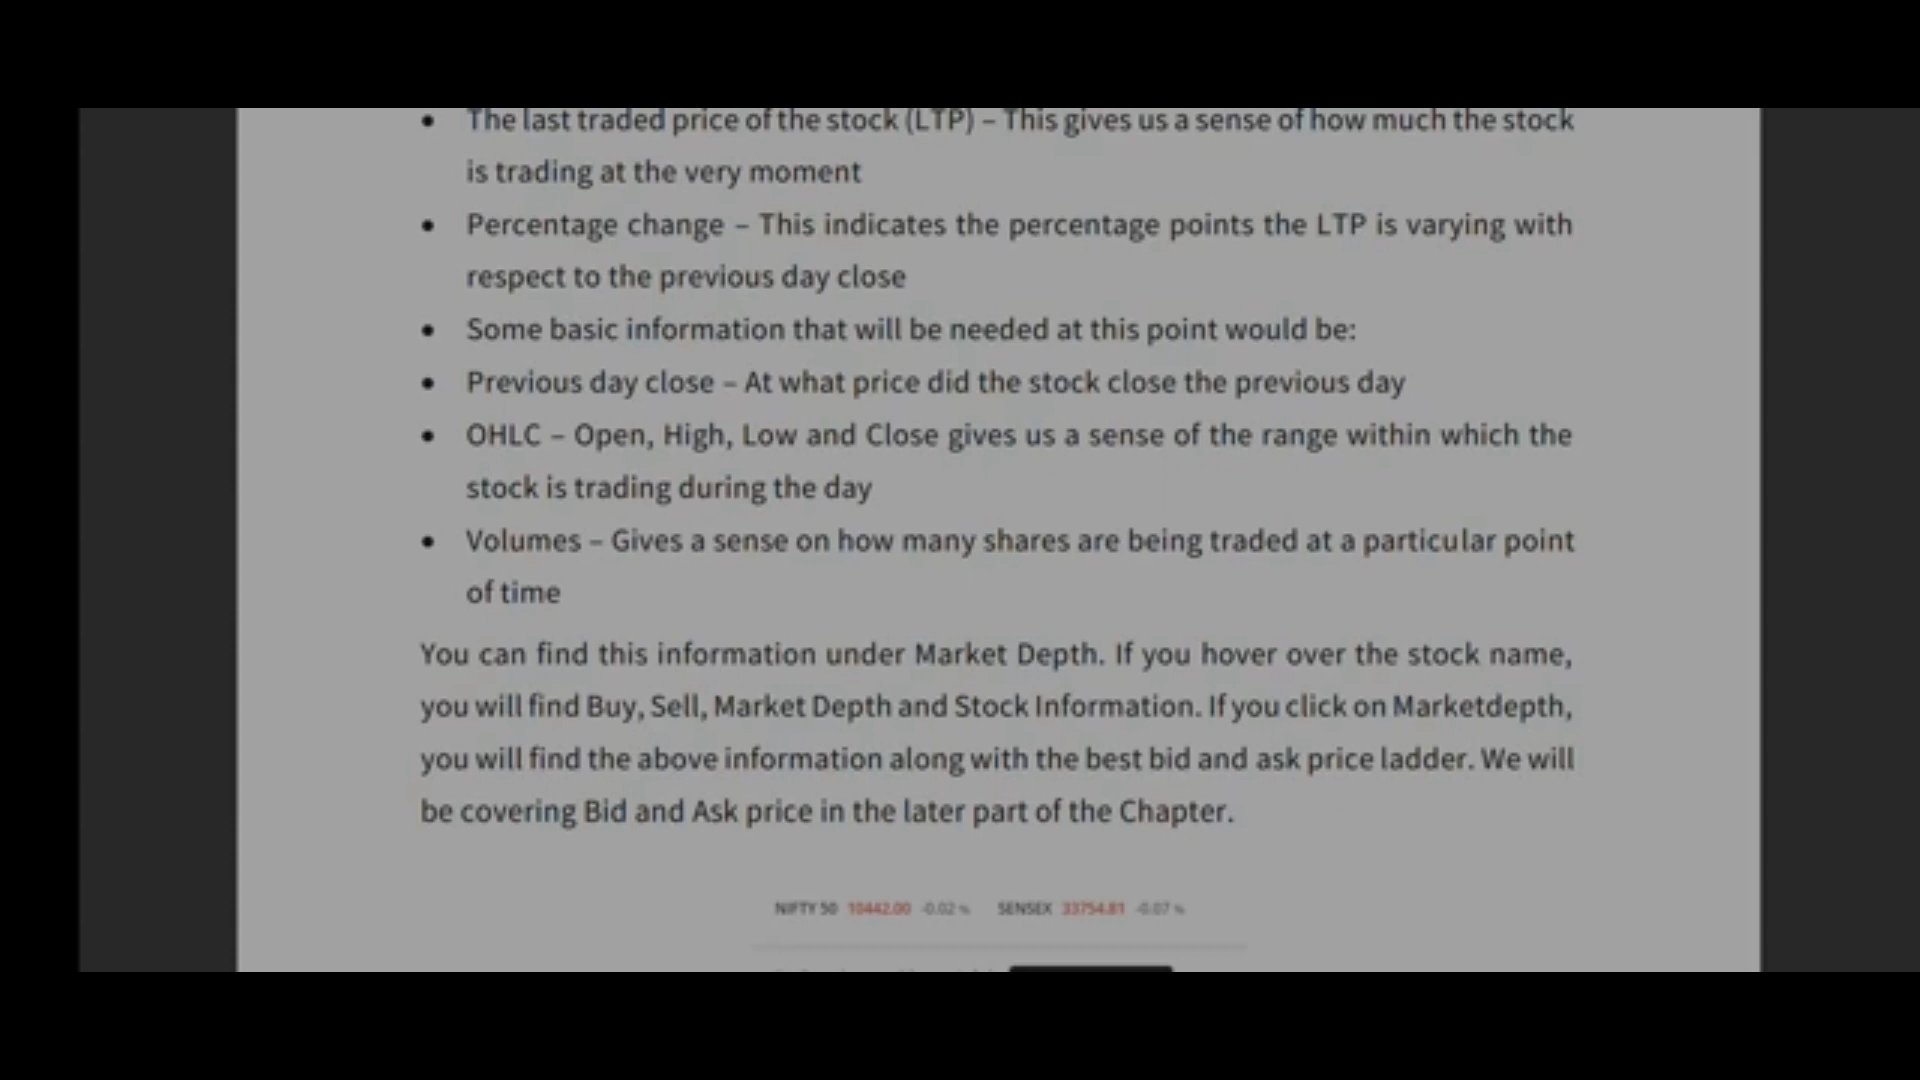 • The last traded price of the stock (LTP) – This gives us a sense of how much the stock
is trading at the very moment
• Percentage change – This indicates the percentage points the LTP is varying with
respect to the previous day close
• Some basic information that will be needed at this point would be:
• Previous day close – At what price did the stock close the previous day
• OHLC – Open, High, Low and Close gives us a sense of the range within which the
stock is trading during the day
• Volumes – Gives a sense on how many shares are being traded at a particular point
of time
You can find this information under Market Depth. If you hover over the stock name,
you will find Buy, Sell, Market Depth and Stock Information. If you click on Marketdepth,
you will find the above information along with the best bid and ask price ladder. We will
be covering Bid and Ask price in the later part of the Chapter.
NIFTY 50 10442.00 -0.02 % SENSEX 33754.81 -0.07 %